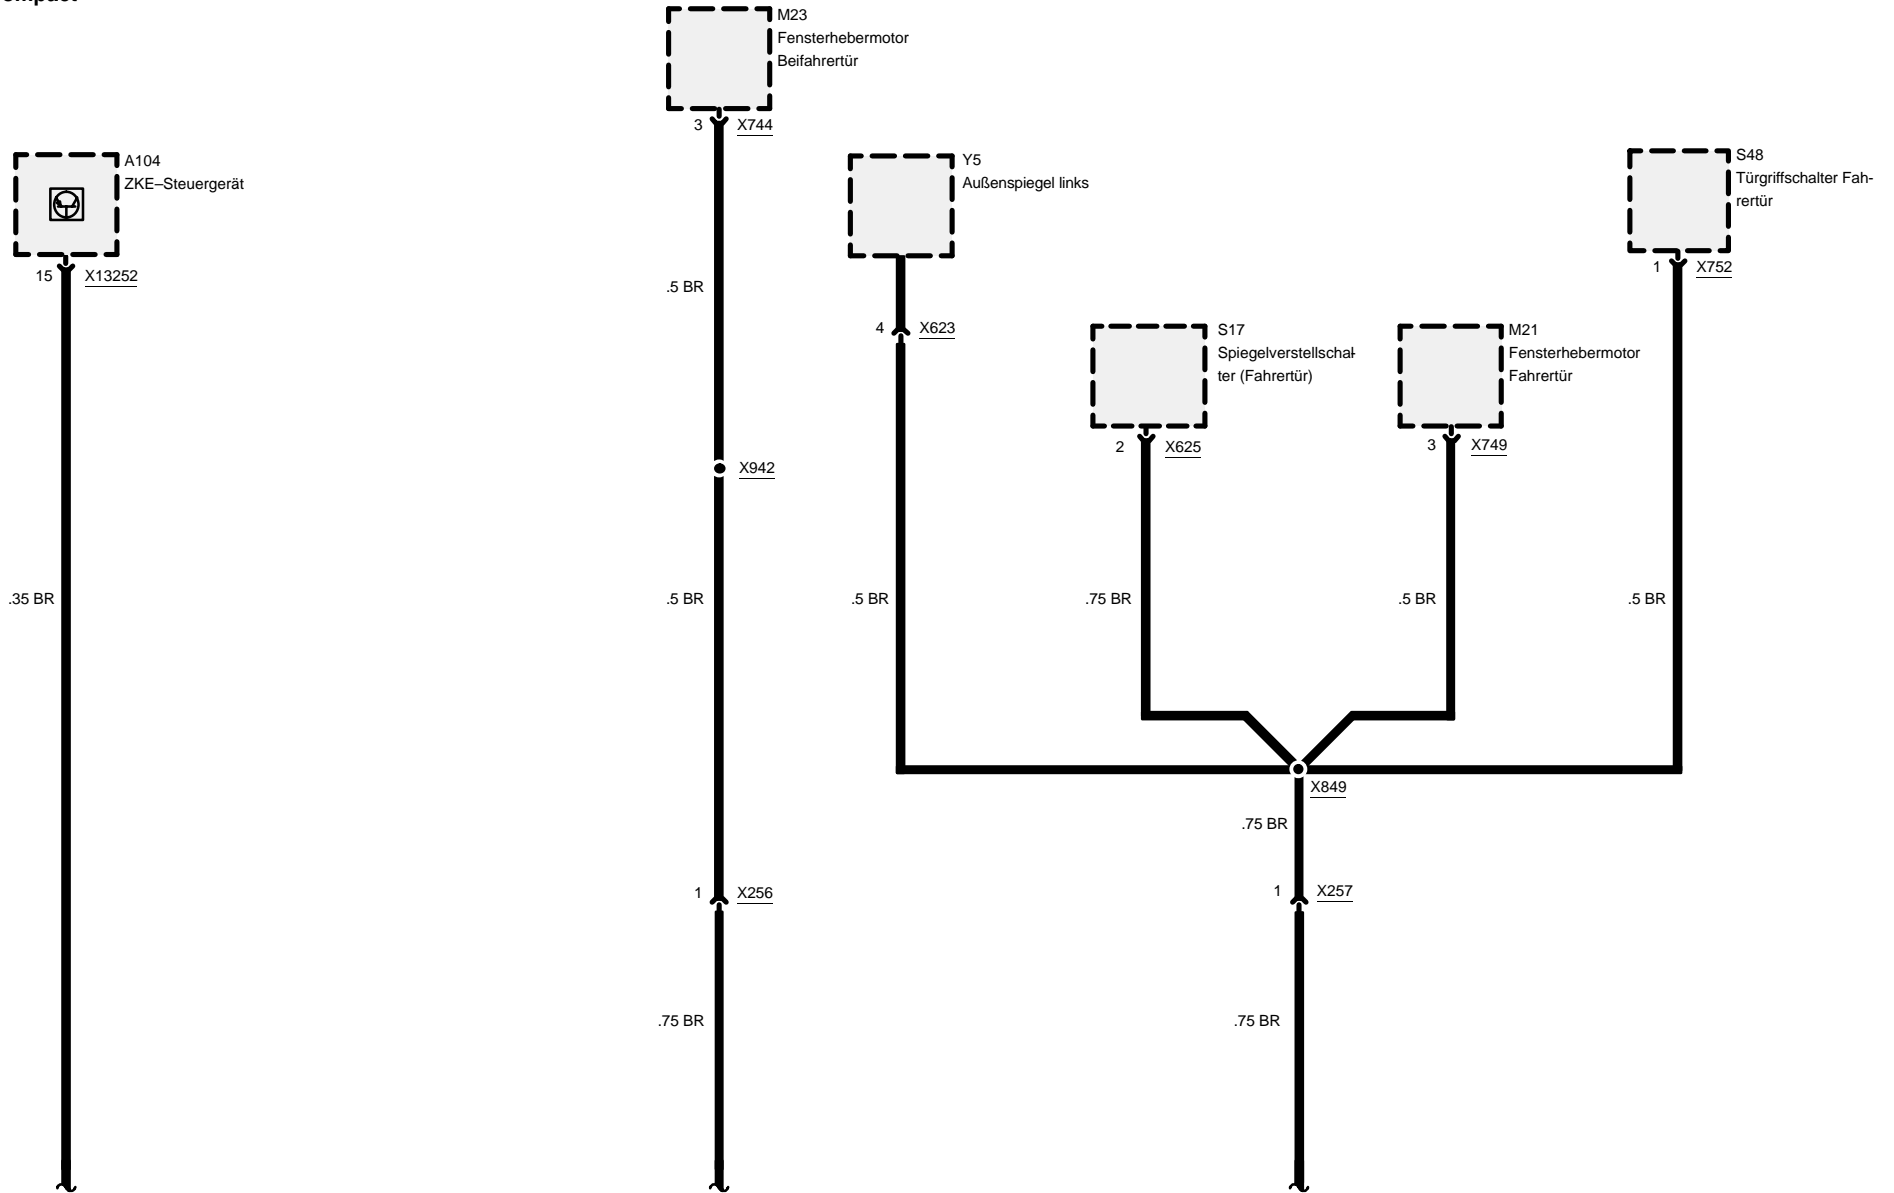 M23
Fensterhebermotor
Beifahrertür
3 X744
A104
ZKE–Steuergerät
15 X13252
Y5
Außenspiegel links
S48
Türgriffschalter Fah-
rertür
1 X752
.5 BR
4 X623
S17
Spiegelverstellschal-
ter (Fahrertür)
2 X625
M21
Fensterhebermotor
Fahrertür
3 X749
X942
.35 BR
.5 BR
.5 BR
.75 BR
.5 BR
.5 BR
X849
.75 BR
1 X256
1 X257
.75 BR
.75 BR